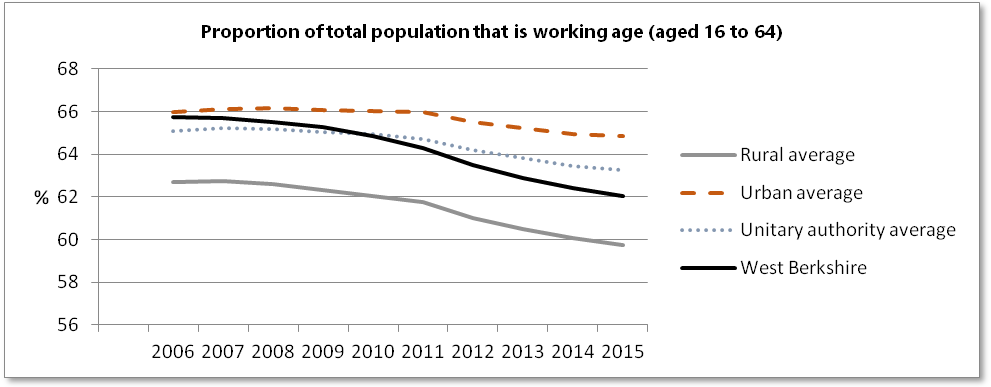 Proportion of total population that is working age (aged 16 to 64)
68
66
64
62
60
58
56
%
2006 2007 2008 2009 2010 2011 2012 2013 2014 2015
Rural average
Urban average
Unitary authority average
West Berkshire